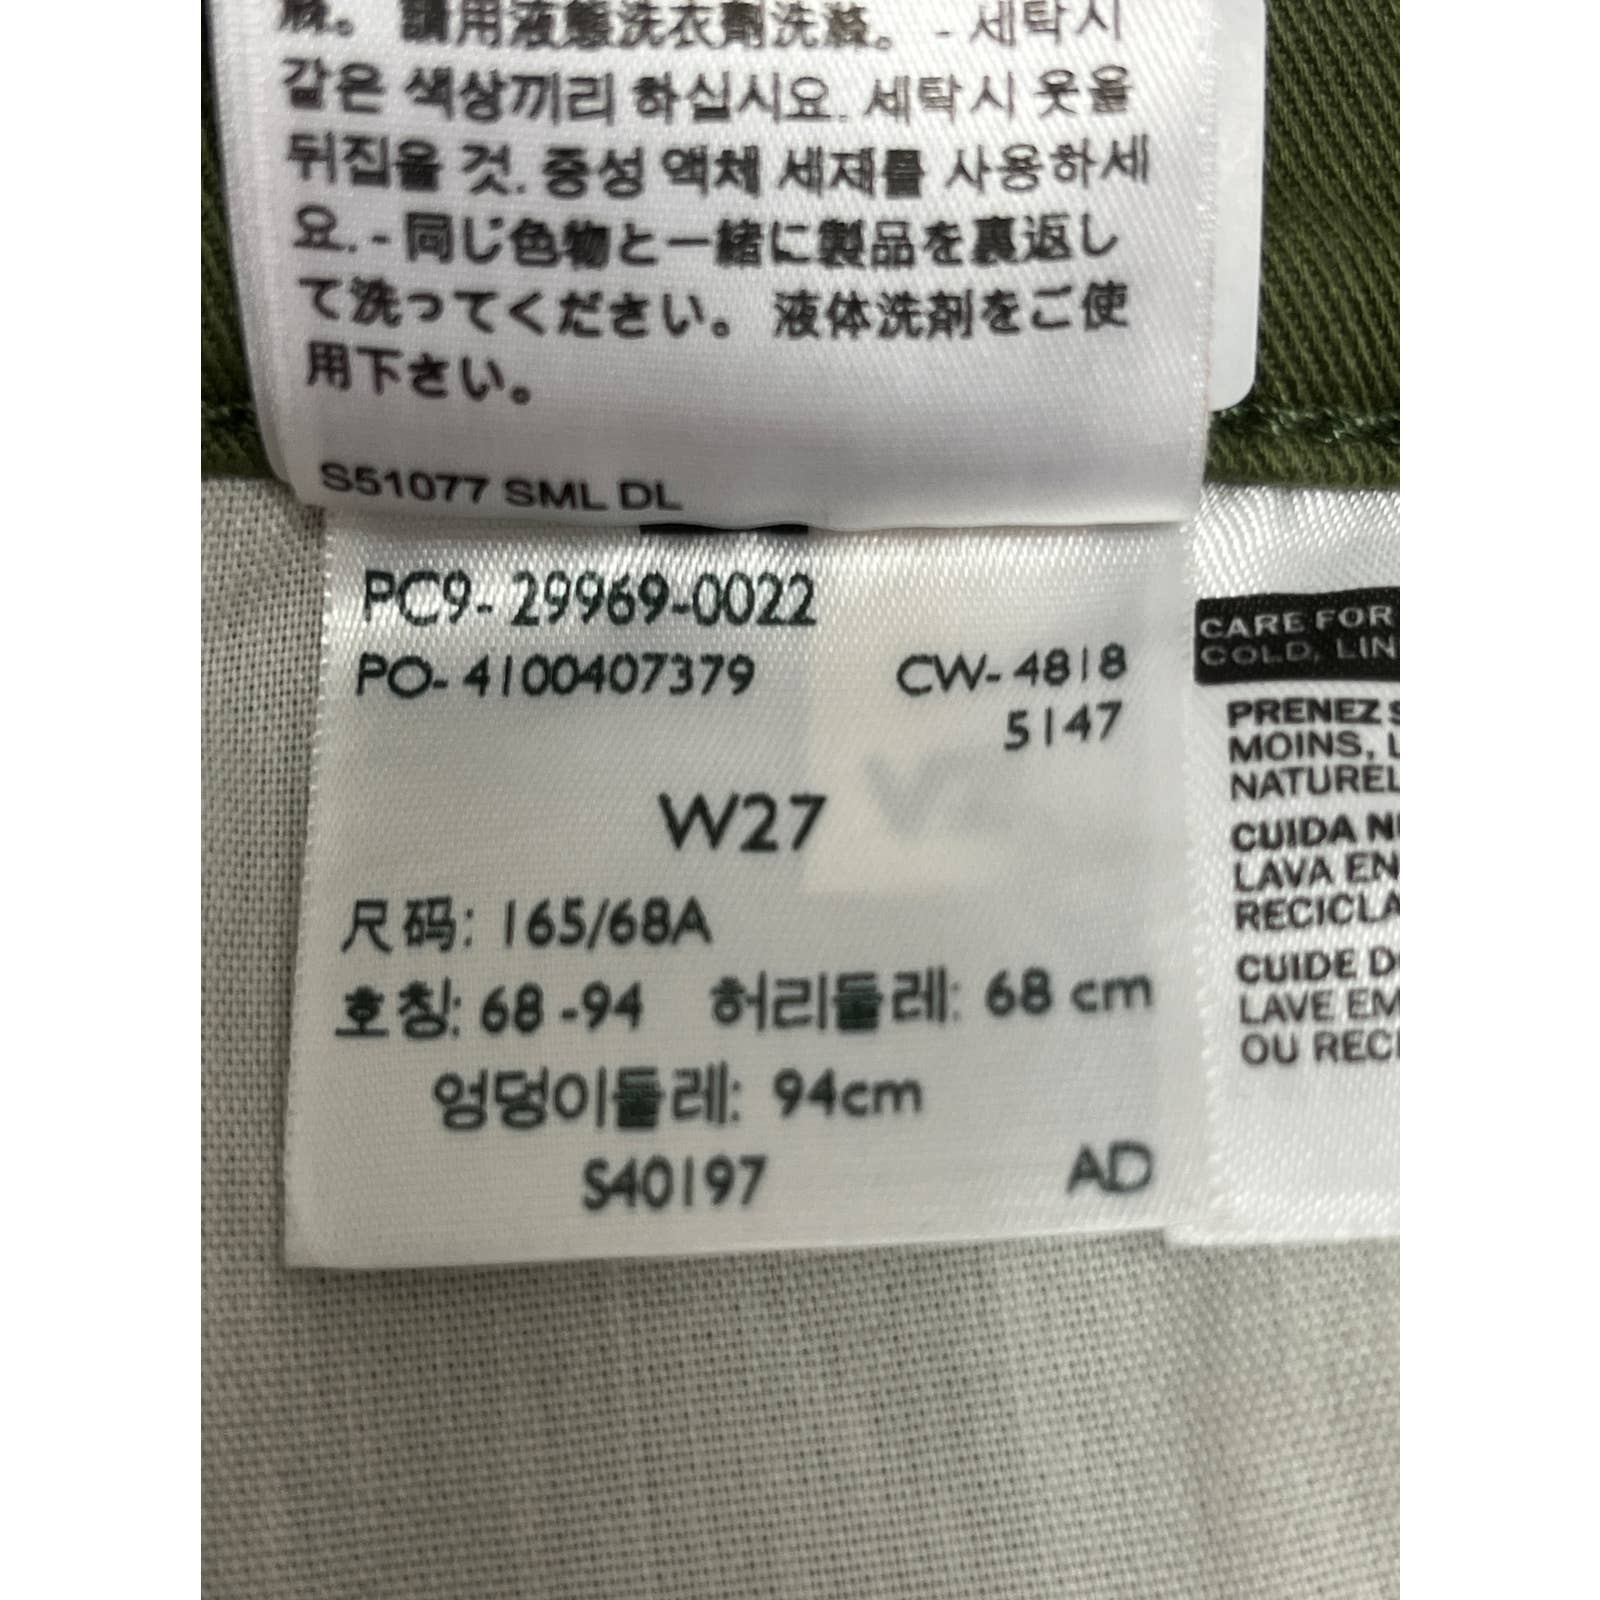 請用液態洗衣劑洗滌。 - 세탁시
같은 색상끼리 하십시요. 세탁시 옷을
뒤집을 것. 중성 액체 세제를 사용하세
요. - 同じ色物と一緒に製品を裏返し
て洗ってください。 液体洗剤をご使
用下さい。
S51077 SML DL
PC9- 29969-0022
PO- 4100407379 CW- 4818
5147
W27
尺码: 165/68A
호칭: 68 -94 허리둘레: 68 cm
엉덩이둘레: 94cm
S40197 AD
CARE FOR
COLD, LIN
PRENEZ S
MOINS, L
NATUREL
CUIDA NU
LAVA EN
RECICLA
CUIDE D
LAVE EM
OU RECI